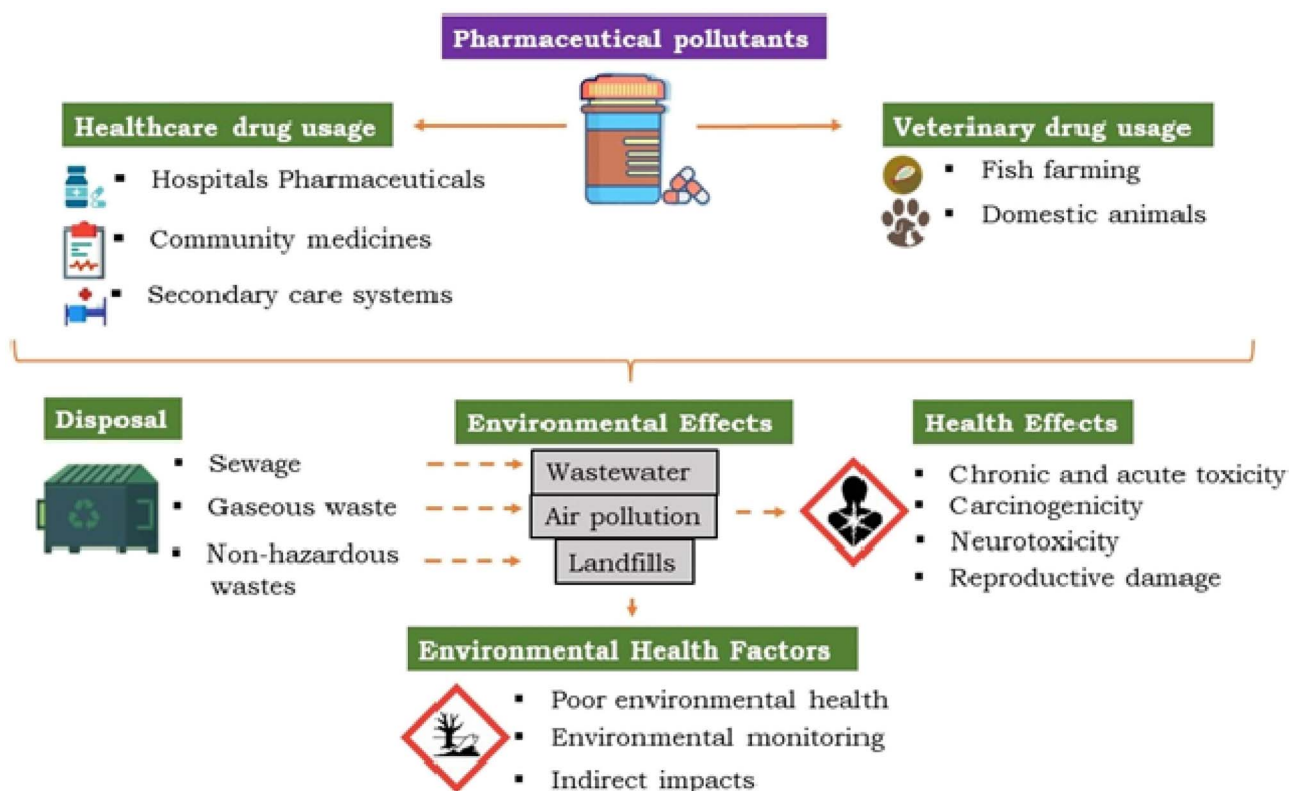 Pharmaceutical pollutants
Healthcare drug usage
Hospitals Pharmaceuticals
Community medicines
Secondary care systems
Veterinary drug usage
Fish farming
Domestic animals
Disposal
Sewage
Gaseous waste
Non-hazardous
wastes
Environmental Effects
Wastewater
Air pollution
Landfills
Health Effects
Chronic and acute toxicity
Carcinogenicity
Neurotoxicity
Reproductive damage
Environmental Health Factors
Poor environmental health
Environmental monitoring
Indirect impacts